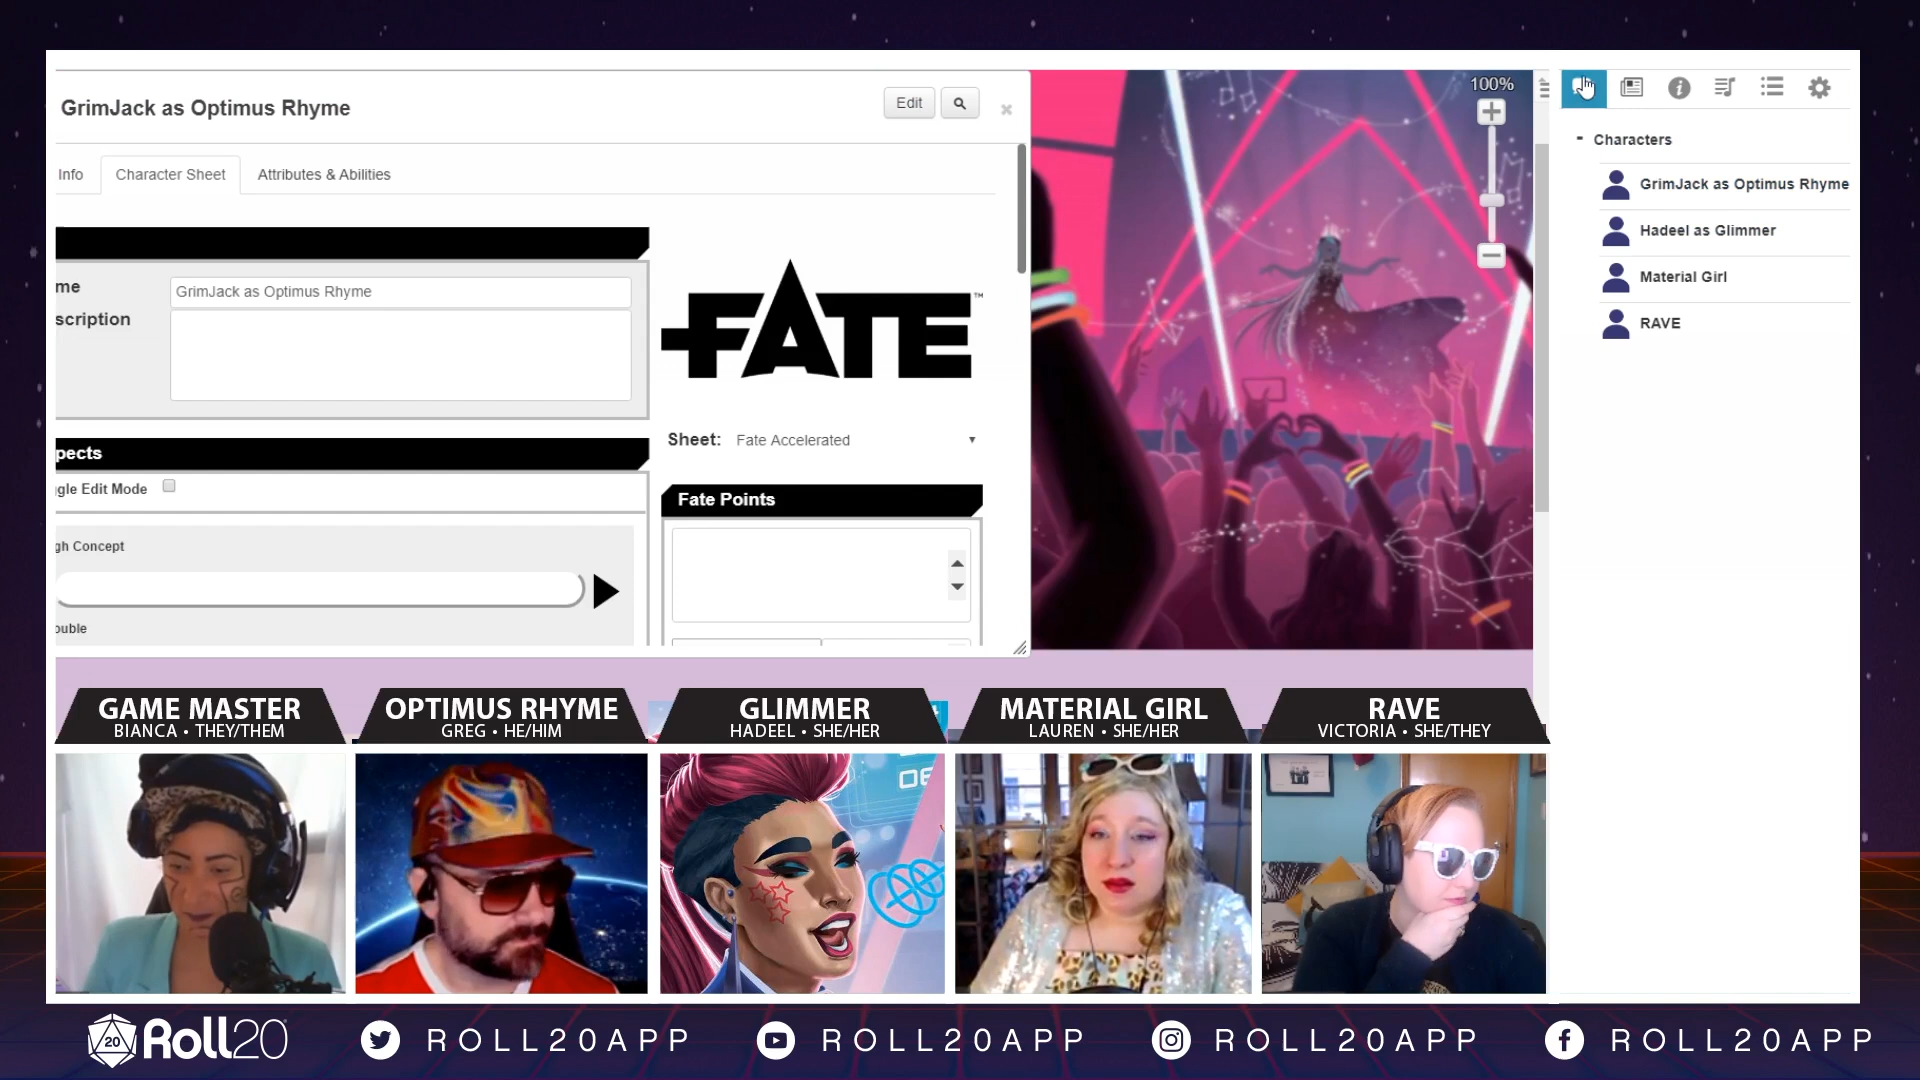 GrimJack as Optimus Rhyme
Edit
100%
Info
Character Sheet
Attributes & Abilities
me
GrimJack as Optimus Rhyme
scription
FATE™
Sheet: Fate Accelerated
pects
gle Edit Mode
Fate Points
gh Concept
ouble
Characters
GrimJack as Optimus Rhyme
Hadeel as Glimmer
Material Girl
RAVE
GAME MASTER
BIANCA • THEY/THEM
OPTIMUS RHYME
GREG • HE/HIM
GLIMMER
HADEEL • SHE/HER
MATERIAL GIRL
LAUREN • SHE/HER
RAVE
VICTORIA • SHE/THEY
20 Roll20
ROLL20APP
ROLL20APP
ROLL20APP
ROLL20APP